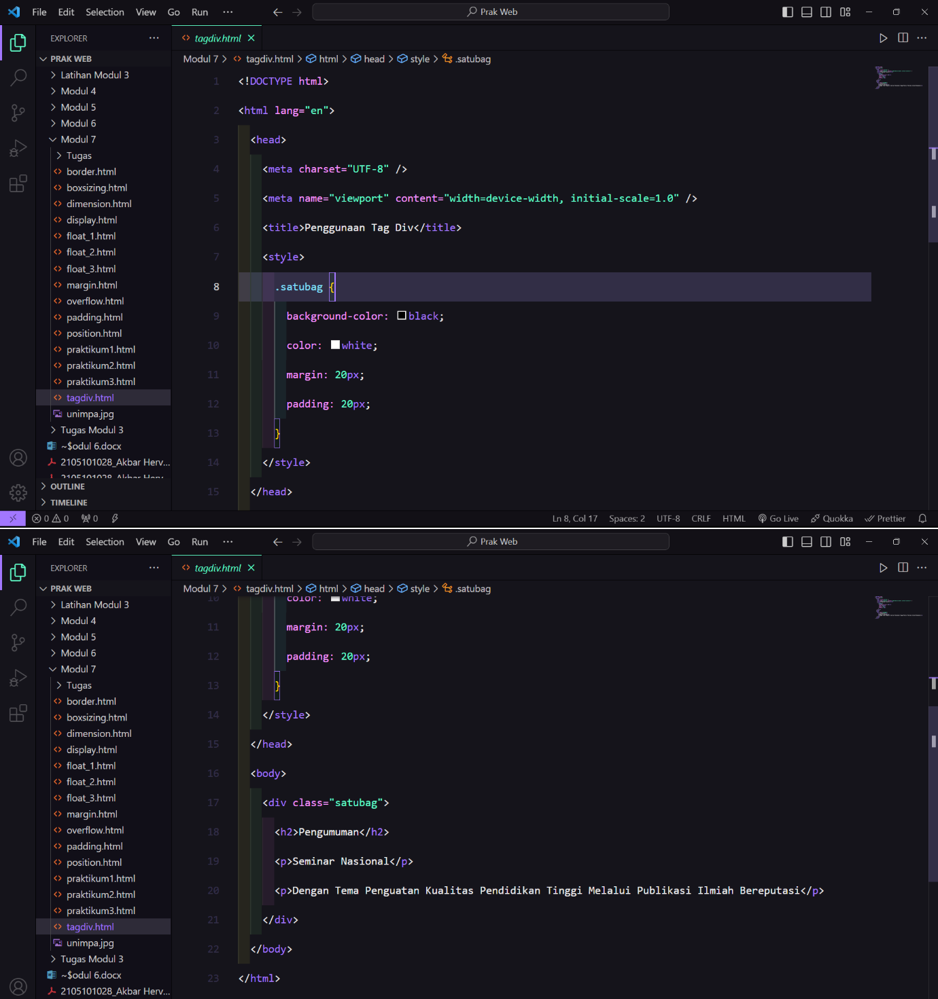 File Edit Selection View Go Run ··· Prak Web
EXPLORER ··· tagdiv.html
PRAK WEB
Modul 7 > tagdiv.html > html > head > style > .satubag
Latihan Modul 3
Modul 4
Modul 5
Modul 6
Modul 7
Tugas
border.html
boxsizing.html
dimension.html
display.html
float_1.html
float_2.html
float_3.html
margin.html
overflow.html
padding.html
position.html
praktikum1.html
praktikum2.html
praktikum3.html
tagdiv.html
unimpa.jpg
Tugas Modul 3
~$odul 6.docx
2105101028_Akbar Herv...
2105101028_Akbar Herv...
OUTLINE
TIMELINE
1 <!DOCTYPE html>
2 <html lang="en">
3 <head>
4 <meta charset="UTF-8" />
5 <meta name="viewport" content="width=device-width, initial-scale=1.0" />
6 <title>Penggunaan Tag Div</title>
7 <style>
8 .satubag {
9 background-color: black;
10 color: white;
11 margin: 20px;
12 padding: 20px;
13 }
14 </style>
15 </head>
0 0 0 Ln 8, Col 17 Spaces: 2 UTF-8 CRLF HTML Go Live Quokka Prettier
File Edit Selection View Go Run ··· Prak Web
EXPLORER ··· tagdiv.html
PRAK WEB
Modul 7 > tagdiv.html > html > head > style > .satubag
Latihan Modul 3
Modul 4
Modul 5
Modul 6
Modul 7
Tugas
border.html
boxsizing.html
dimension.html
display.html
float_1.html
float_2.html
float_3.html
margin.html
overflow.html
padding.html
position.html
praktikum1.html
praktikum2.html
praktikum3.html
tagdiv.html
unimpa.jpg
Tugas Modul 3
~$odul 6.docx
2105101028_Akbar Herv...
10 color: white;
11 margin: 20px;
12 padding: 20px;
13 }
14 </style>
15 </head>
16 <body>
17 <div class="satubag">
18 <h2>Pengumuman</h2>
19 <p>Seminar Nasional</p>
20 <p>Dengan Tema Penguatan Kualitas Pendidikan Tinggi Melalui Publikasi Ilmiah Bereputasi</p>
21 </div>
22 </body>
23 </html>